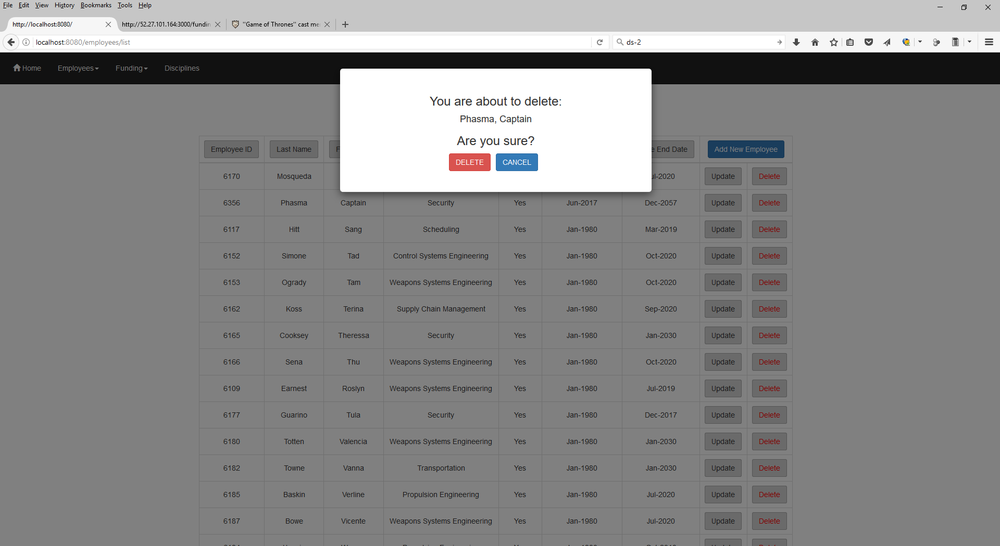 File Edit View History Bookmarks Tools Help
http://localhost:8080/ http://52.27.101.164:3000/fundin "Game of Thrones" cast me
localhost:8080/employees/list ds-2
Home Employees Funding Disciplines
You are about to delete:
Phasma, Captain
Are you sure?
DELETE CANCEL
Employee ID Last Name F End Date Add New Employee
6170 Mosqueda ul-2020 Update Delete
6356 Phasma Captain Security Yes Jun-2017 Dec-2057 Update Delete
6117 Hitt Sang Scheduling Yes Jan-1980 Mar-2019 Update Delete
6152 Simone Tad Control Systems Engineering Yes Jan-1980 Oct-2020 Update Delete
6153 Ogrady Tam Weapons Systems Engineering Yes Jan-1980 Oct-2020 Update Delete
6162 Koss Terina Supply Chain Management Yes Jan-1980 Sep-2020 Update Delete
6165 Cooksey Theressa Security Yes Jan-1980 Jan-2030 Update Delete
6166 Sena Thu Weapons Systems Engineering Yes Jan-1980 Oct-2020 Update Delete
6109 Earnest Roslyn Weapons Systems Engineering Yes Jan-1980 Jul-2019 Update Delete
6177 Guarino Tula Security Yes Jan-1980 Dec-2017 Update Delete
6180 Totten Valencia Weapons Systems Engineering Yes Jan-1980 Jan-2030 Update Delete
6182 Towne Vanna Transportation Yes Jan-1980 Jan-2030 Update Delete
6185 Baskin Verline Propulsion Engineering Yes Jan-1980 Jul-2020 Update Delete
6187 Bowe Vicente Weapons Systems Engineering Yes Jan-1980 Jul-2020 Update Delete